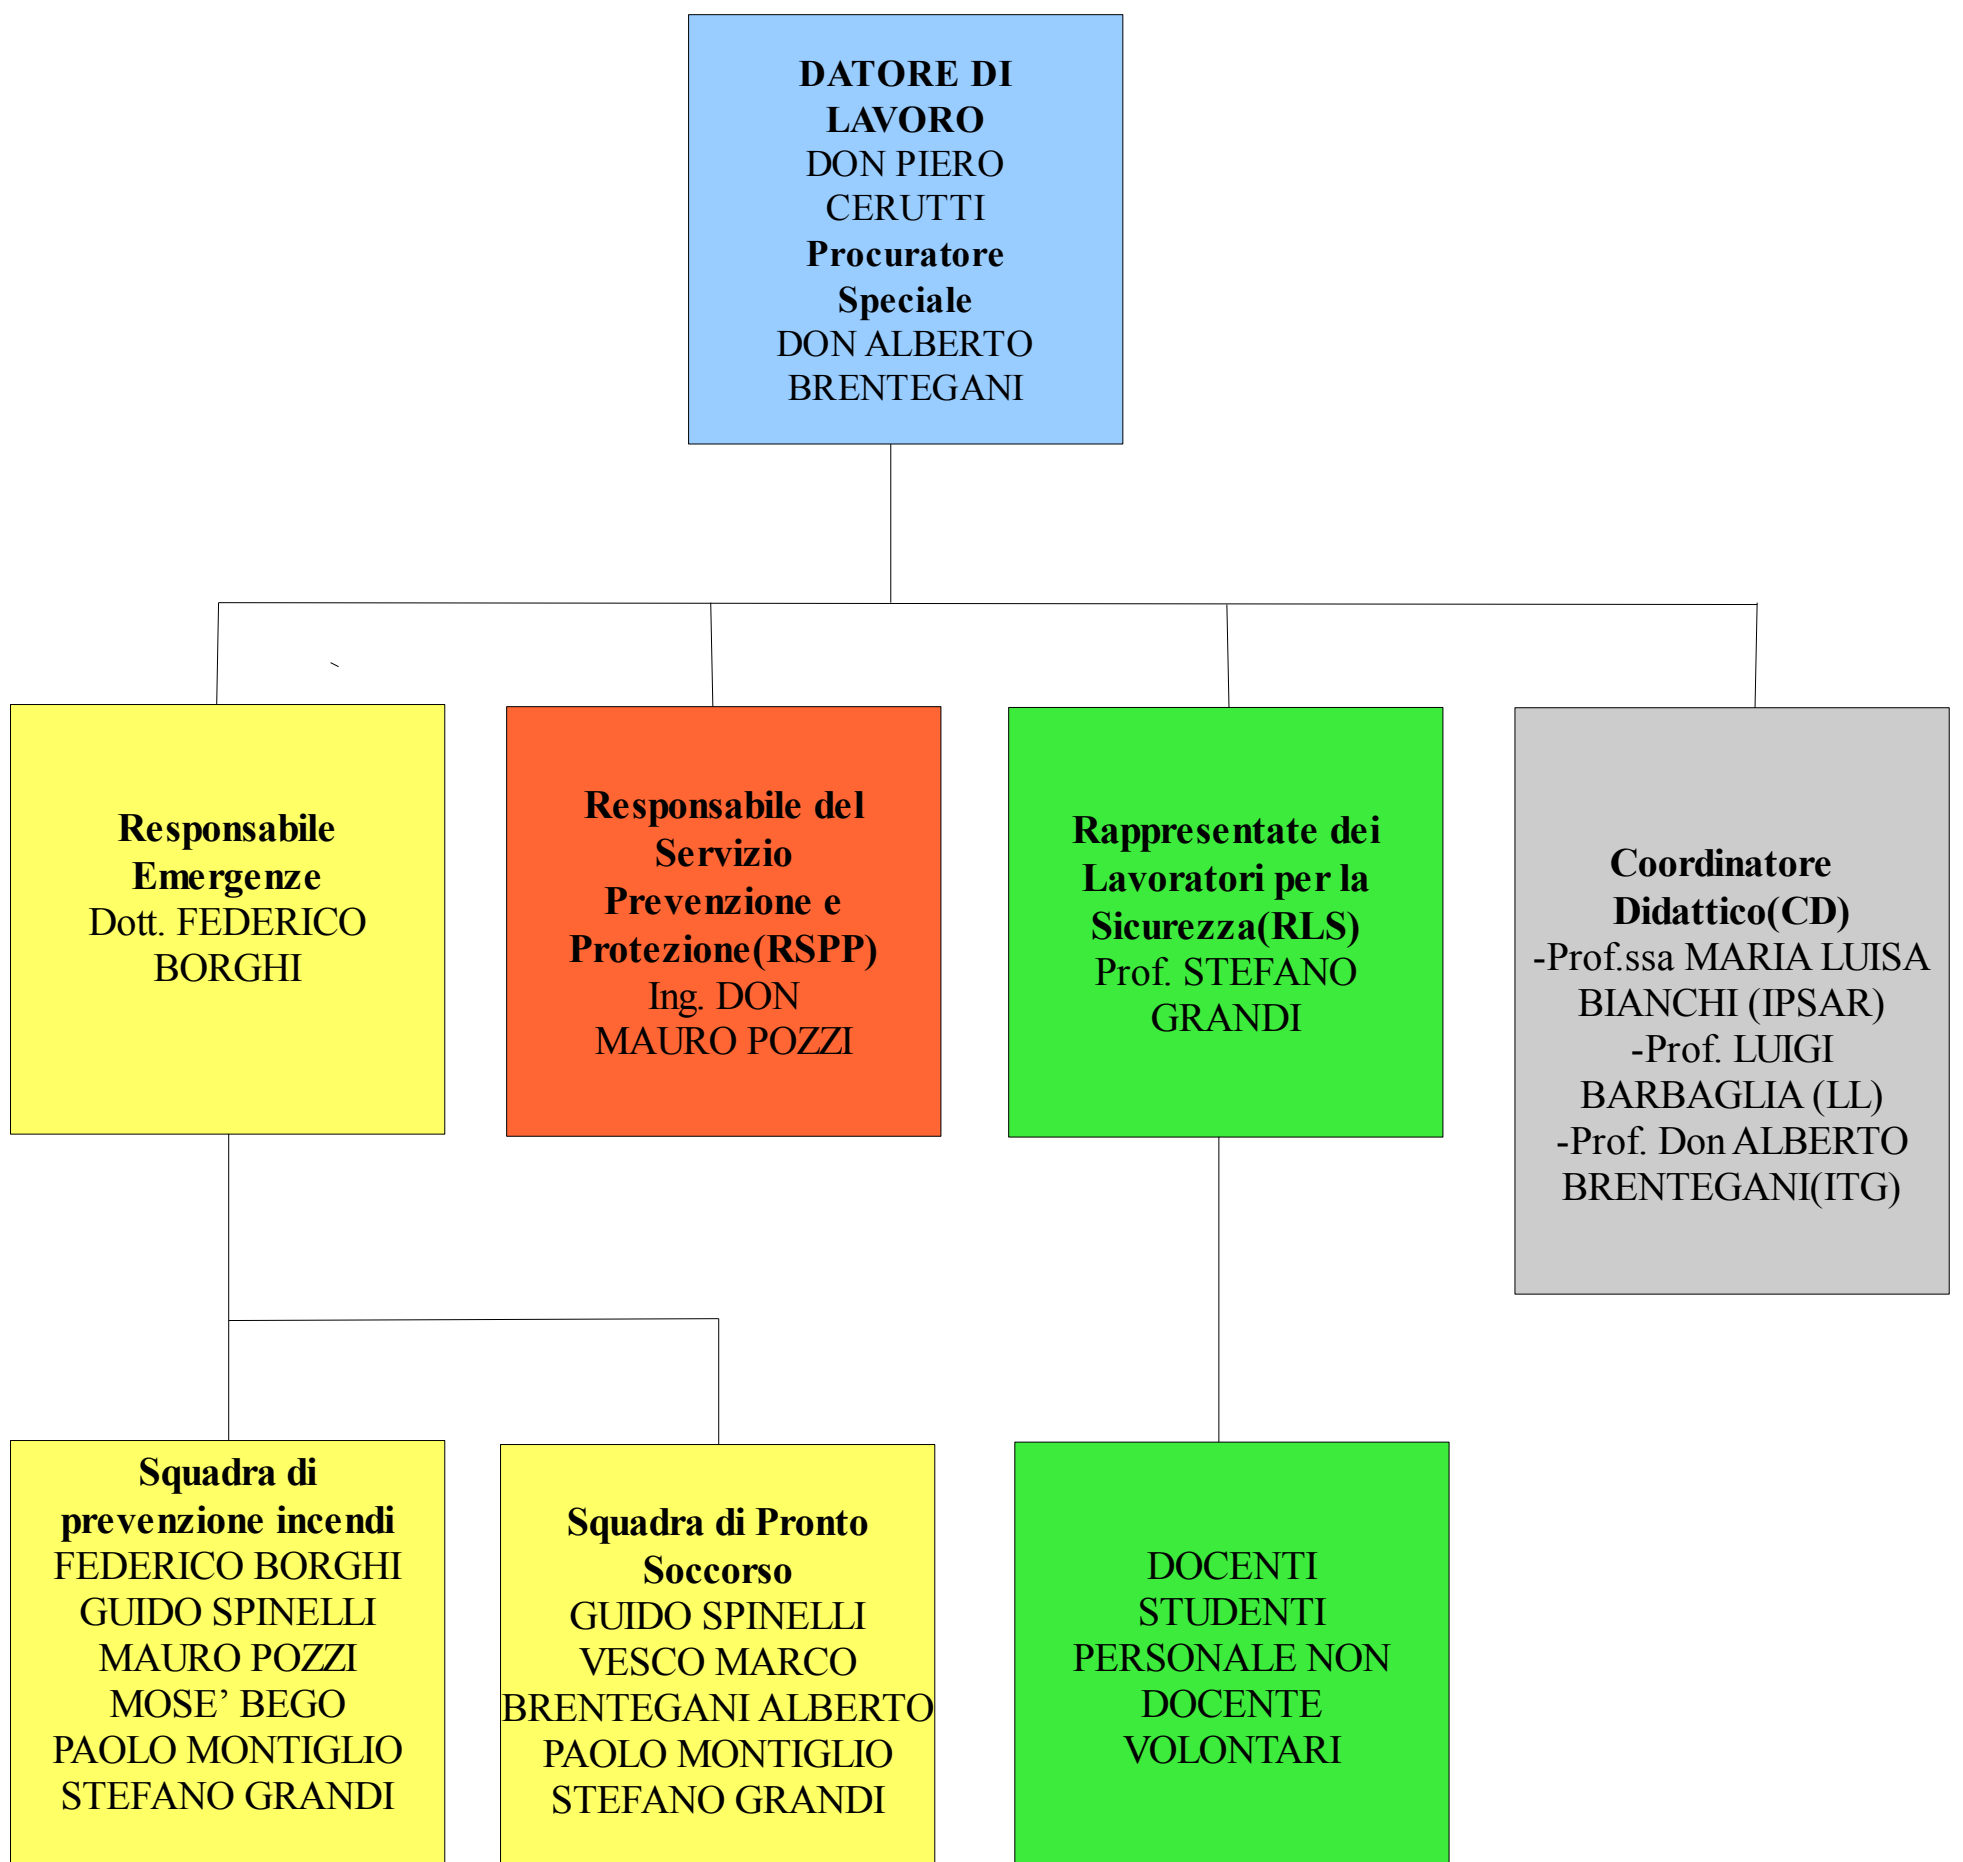 DATORE DI
LAVORO
DON PIERO
CERUTTI
Procuratore
Speciale
DON ALBERTO
BRENTEGANI
Responsabile
Emergenze
Dott. FEDERICO
BORGHI
Responsabile del
Servizio
Prevenzione e
Protezione(RSPP)
Ing. DON
MAURO POZZI
Rappresentate dei
Lavoratori per la
Sicurezza(RLS)
Prof. STEFANO
GRANDI
Coordinatore
Didattico(CD)
-Prof.ssa MARIA LUISA
BIANCHI (IPSAR)
-Prof. LUIGI
BARBAGLIA (LL)
-Prof. Don ALBERTO
BRENTEGANI(ITG)
Squadra di
prevenzione incendi
FEDERICO BORGHI
GUIDO SPINELLI
MAURO POZZI
MOSE’ BEGO
PAOLO MONTIGLIO
STEFANO GRANDI
Squadra di Pronto
Soccorso
GUIDO SPINELLI
VESCO MARCO
BRENTEGANI ALBERTO
PAOLO MONTIGLIO
STEFANO GRANDI
DOCENTI
STUDENTI
PERSONALE NON
DOCENTE
VOLONTARI